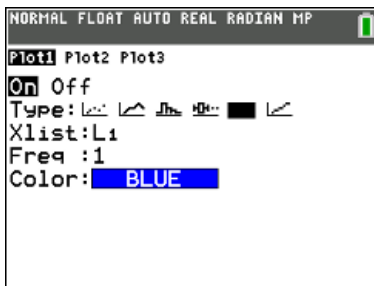 NORMAL FLOAT AUTO REAL RADIAN MP
Plot1 Plot2 Plot3
On Off
Type:
Xlist:L₁
Freq :1
Color: BLUE